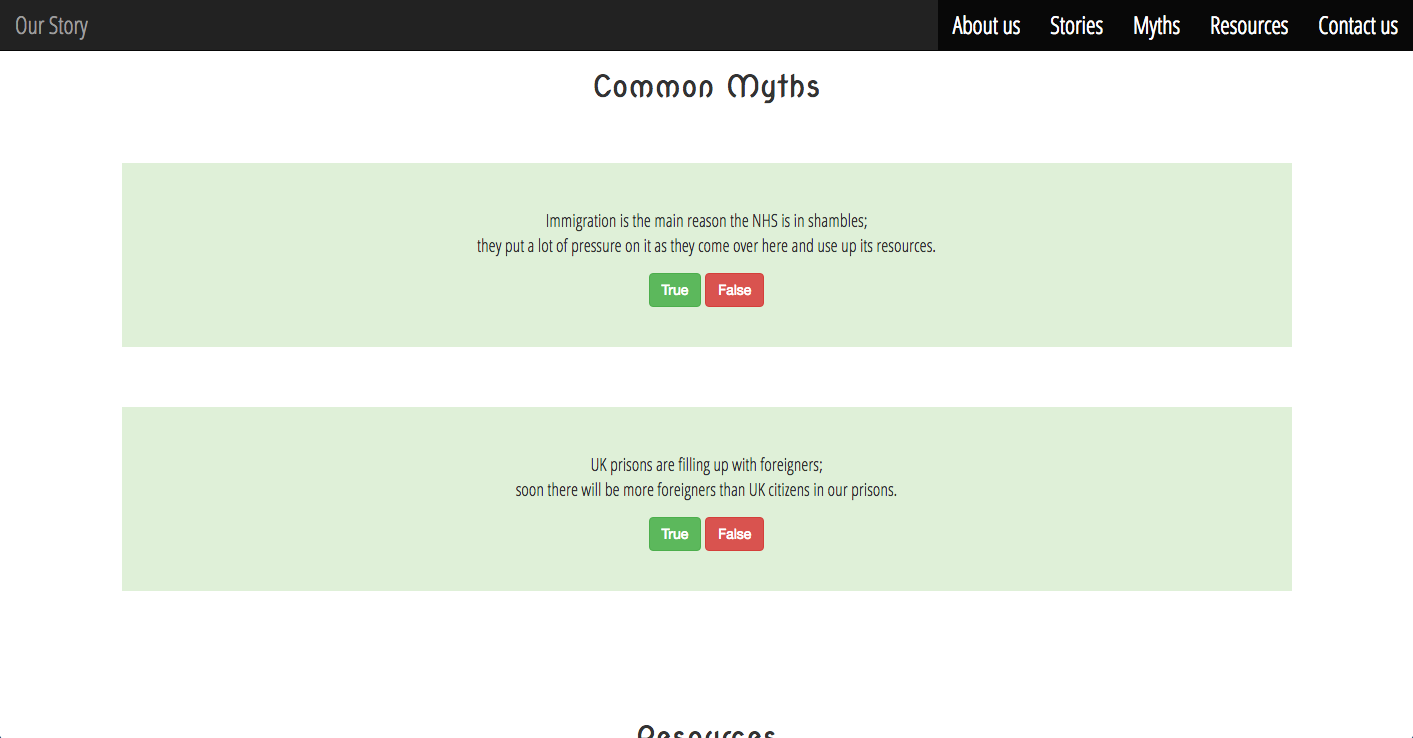 Our Story
About us Stories Myths Resources Contact us
Common Myths
Immigration is the main reason the NHS is in shambles;
they put a lot of pressure on it as they come over here and use up its resources.
True False
UK prisons are filling up with foreigners;
soon there will be more foreigners than UK citizens in our prisons.
True False
Resources